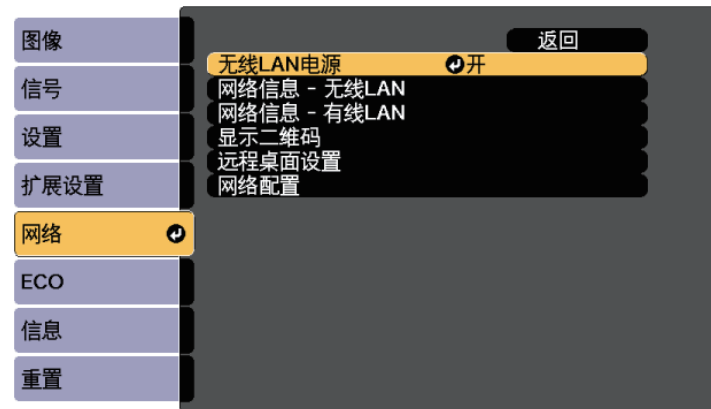 图像
信号
设置
扩展设置
网络
ECO
信息
重置
返回
无线LAN电源 开
网络信息 - 无线LAN
网络信息 - 有线LAN
显示二维码
远程桌面设置
网络配置